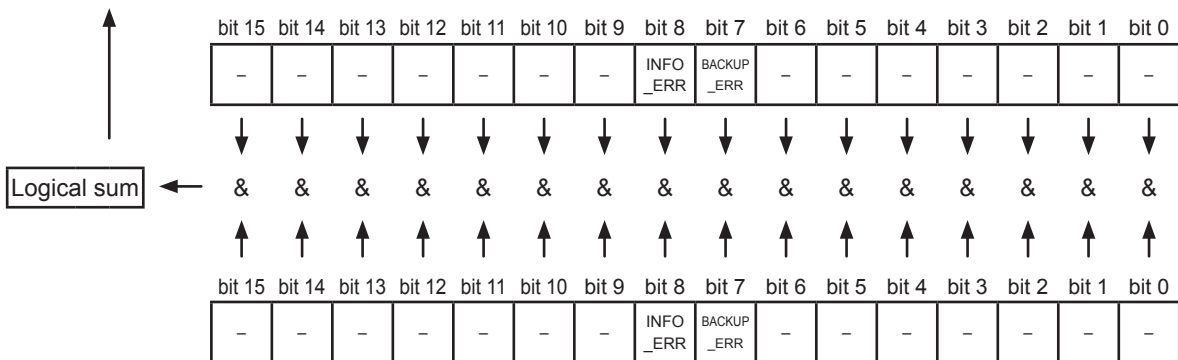 bit 15 bit 14 bit 13 bit 12 bit 11 bit 10 bit 9 bit 8 bit 7 bit 6 bit 5 bit 4 bit 3 bit 2 bit 1 bit 0
– – – – – – – INFO _ERR BACKUP _ERR – – – – – – –
Logical sum & & & & & & & & & & & & & & & &
bit 15 bit 14 bit 13 bit 12 bit 11 bit 10 bit 9 bit 8 bit 7 bit 6 bit 5 bit 4 bit 3 bit 2 bit 1 bit 0
– – – – – – – INFO _ERR BACKUP _ERR – – – – – – –